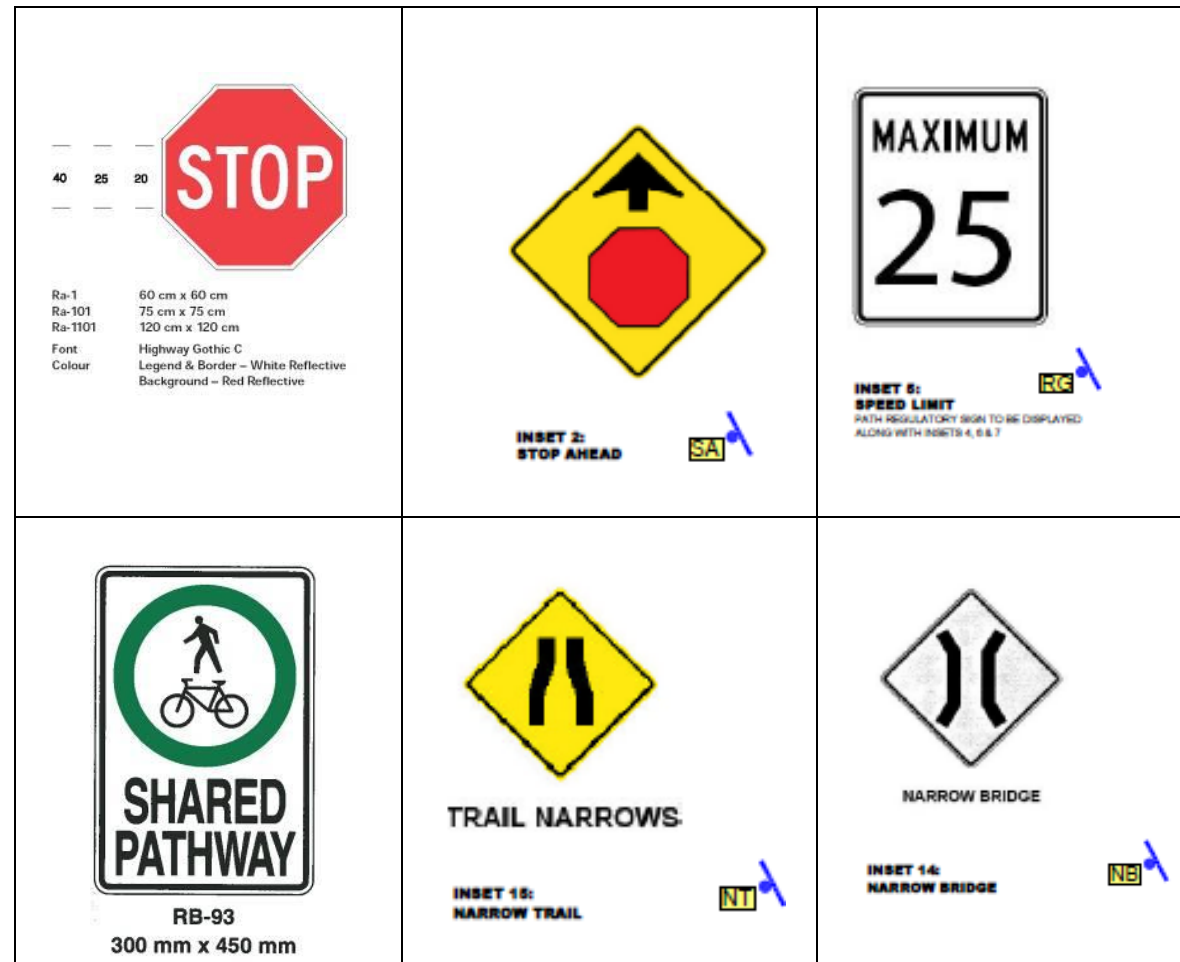 STOP
40 25 20
Ra-1 60 cm x 60 cm
Ra-101 75 cm x 75 cm
Ra-1101 120 cm x 120 cm
Font Highway Gothic C
Colour Legend & Border – White Reflective
Background – Red Reflective
INSET 2:
STOP AHEAD
SA
MAXIMUM
25
RG
INSET 5:
SPEED LIMIT
PATH REGULATORY SIGN TO BE DISPLAYED
ALONG WITH INSETS 4, 6 & 7
SHARED
PATHWAY
RB-93
300 mm x 450 mm
TRAIL NARROWS
INSET 15:
NARROW TRAIL
NT
NARROW BRIDGE
INSET 14:
NARROW BRIDGE
NB